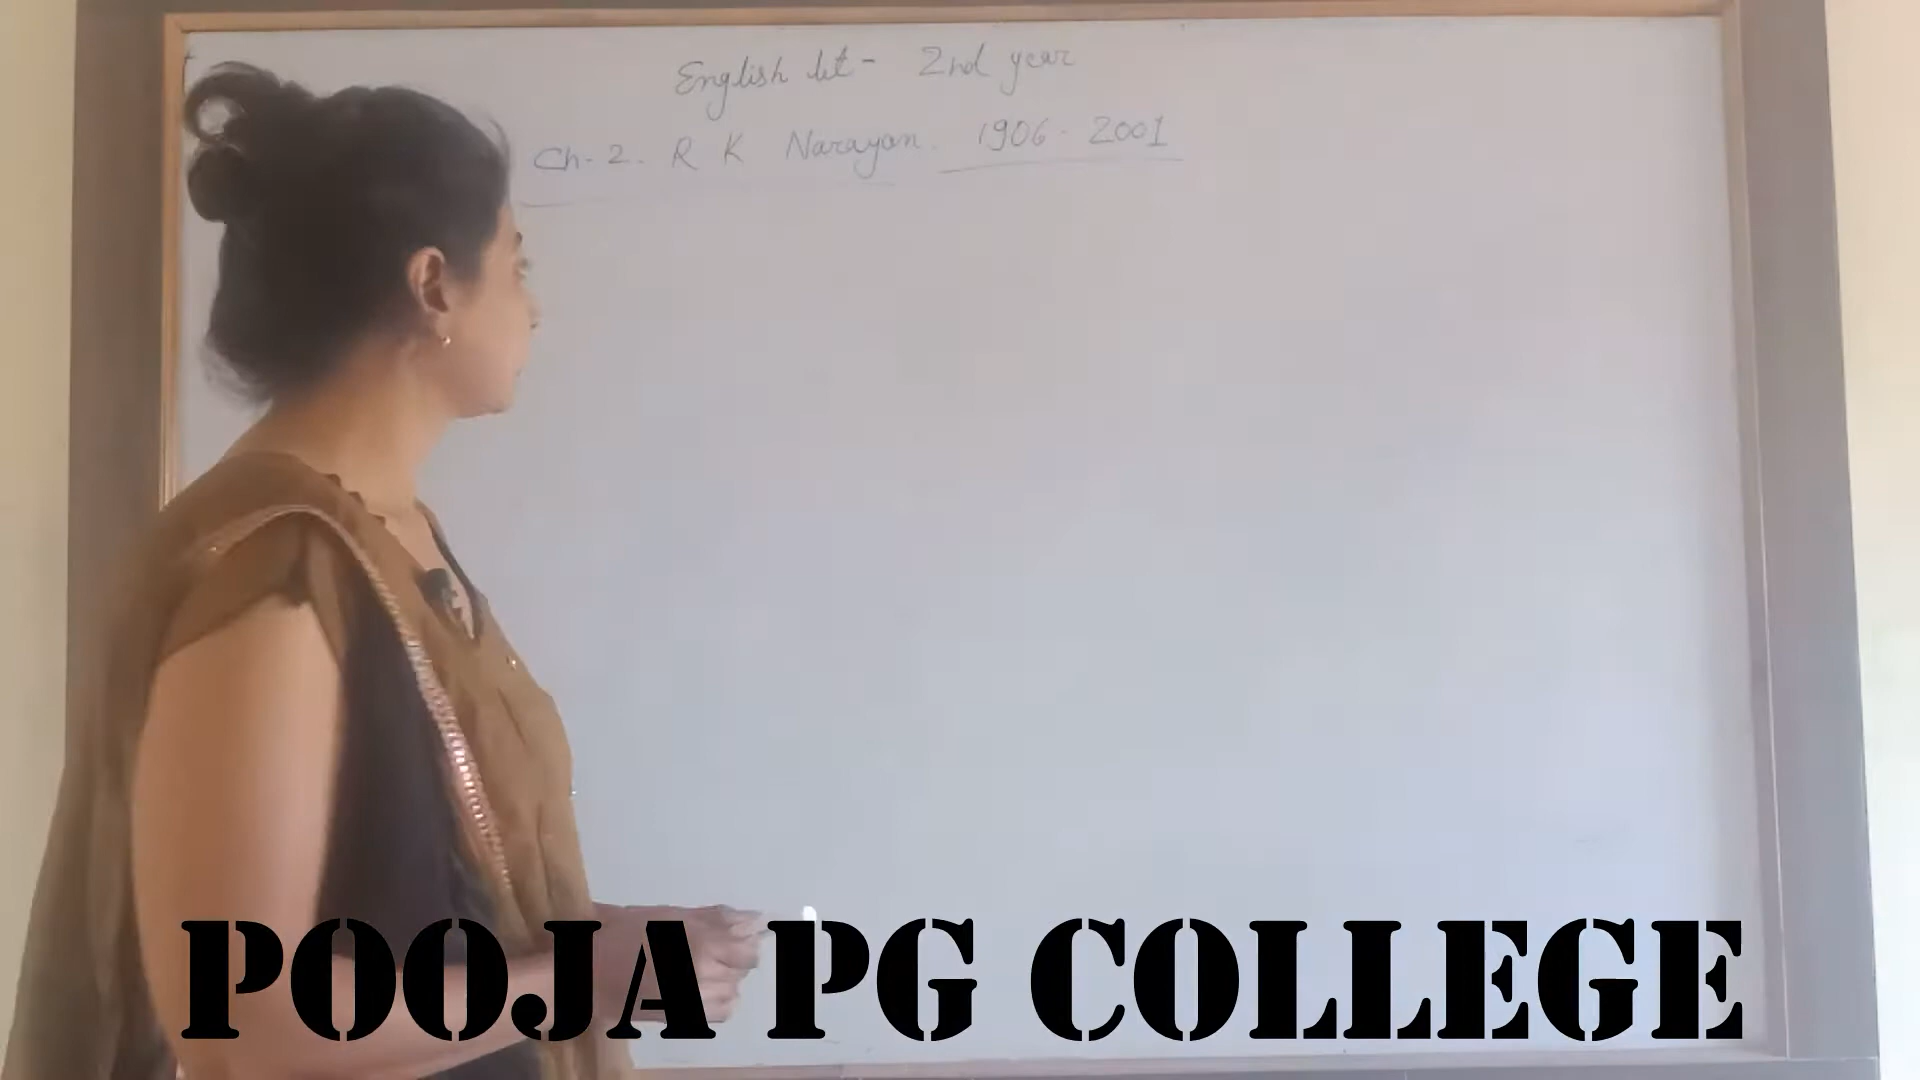 English lit - 2nd year
Ch-2. R K Narayan. 1906 - 2001
POOJA PG COLLEGE